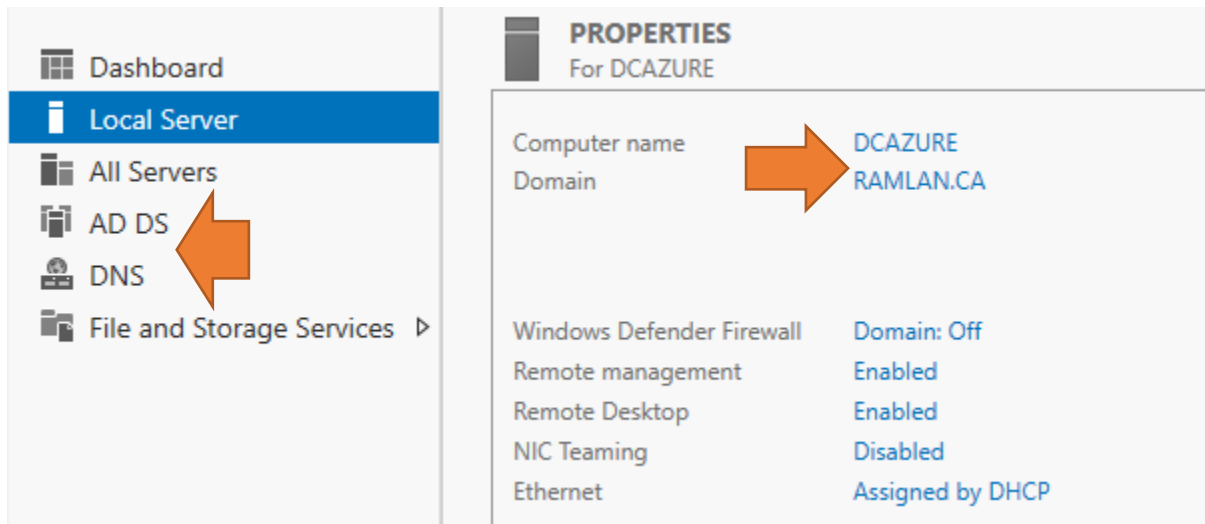 Dashboard
Local Server
All Servers
AD DS
DNS
File and Storage Services
PROPERTIES
For DCAZURE
Computer name DCAZURE
Domain RAMLAN.CA
Windows Defender Firewall Domain: Off
Remote management Enabled
Remote Desktop Enabled
NIC Teaming Disabled
Ethernet Assigned by DHCP